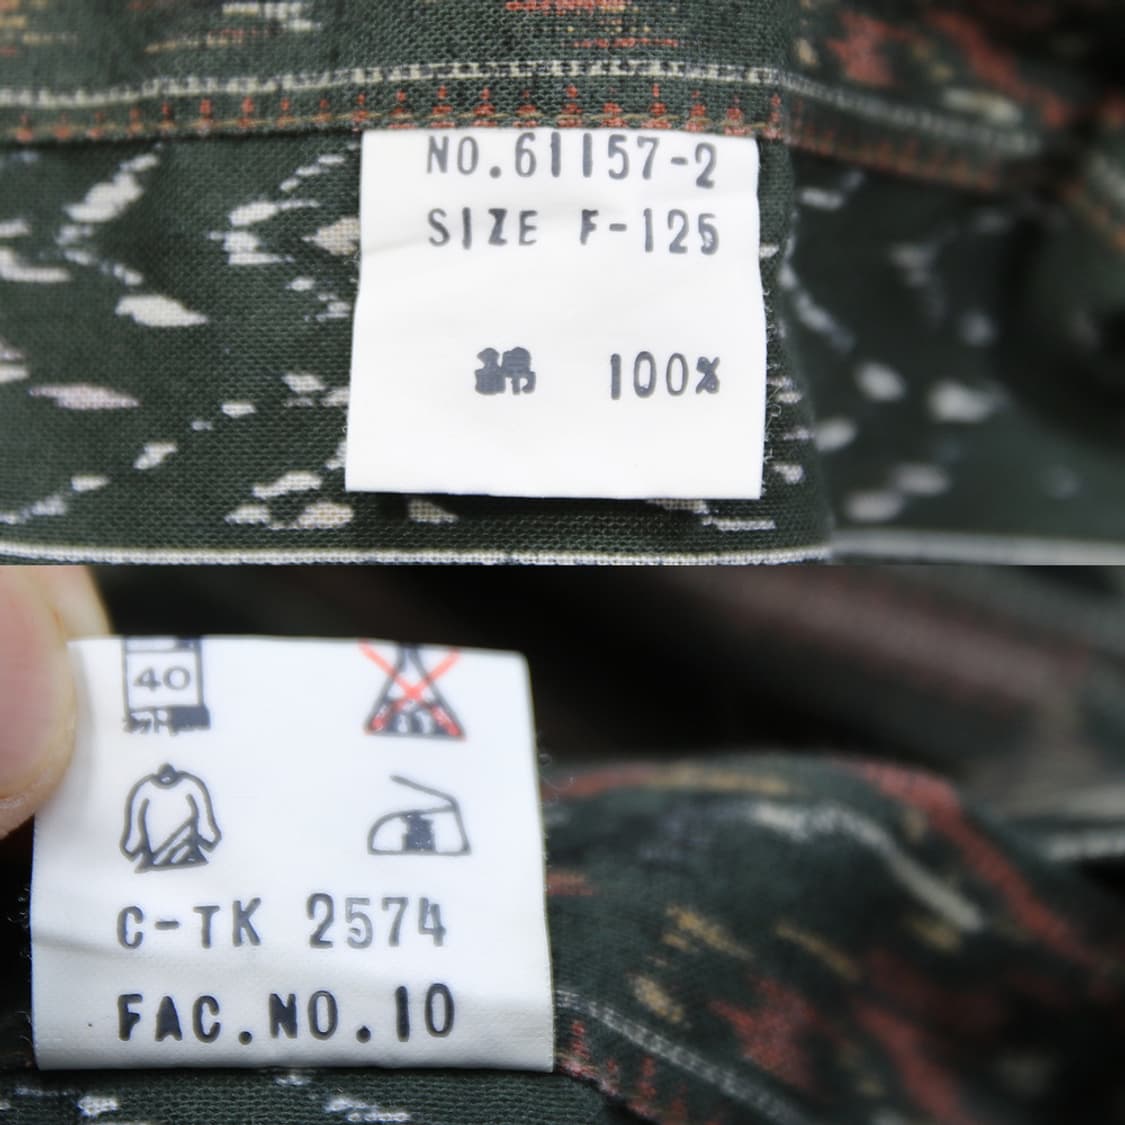 NO.61157-2
SIZE F-125
綿 100%
40
C-TK 2574
FAC.NO.10